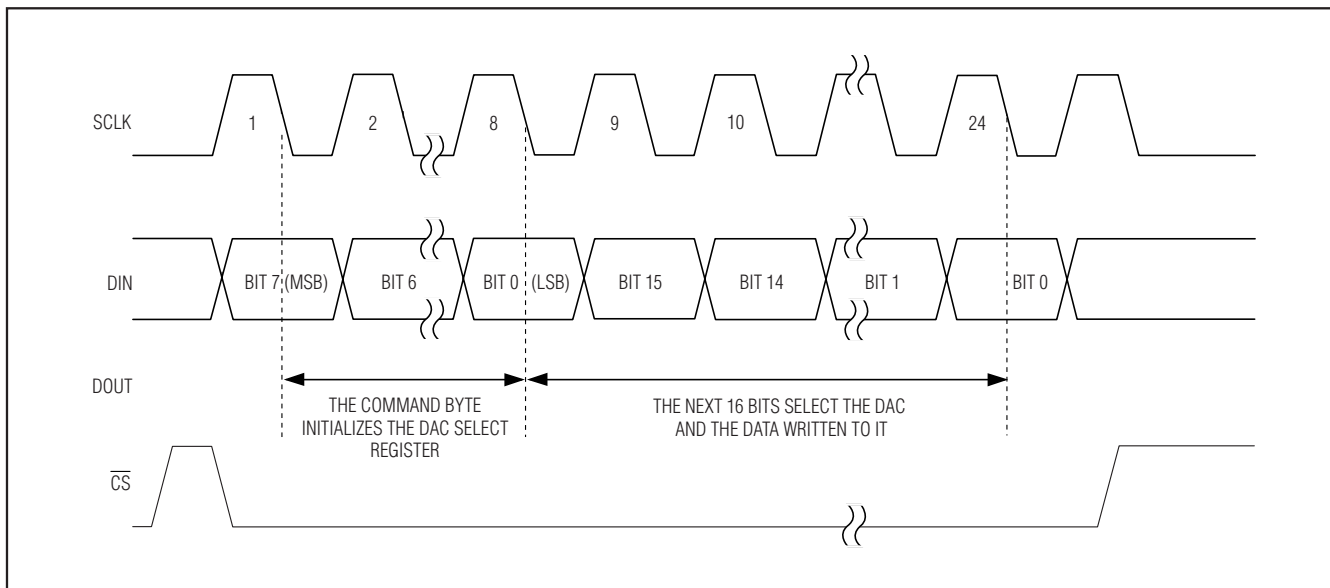 SCLK
1
2
8
9
10
24
DIN
BIT 7 (MSB)
BIT 6
BIT 0 (LSB)
BIT 15
BIT 14
BIT 1
BIT 0
DOUT
THE COMMAND BYTE
INITIALIZES THE DAC SELECT
REGISTER
THE NEXT 16 BITS SELECT THE DAC
AND THE DATA WRITTEN TO IT
CS